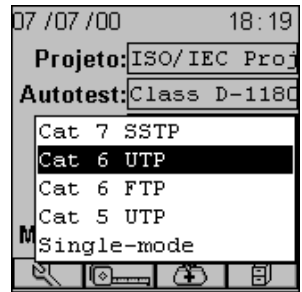 07/07/00 18:19
Projeto: ISO/IEC Proj
Autotest: Class D-118
Cat 7 SSTP
Cat 6 UTP
Cat 6 FTP
Cat 5 UTP
M
Single-mode